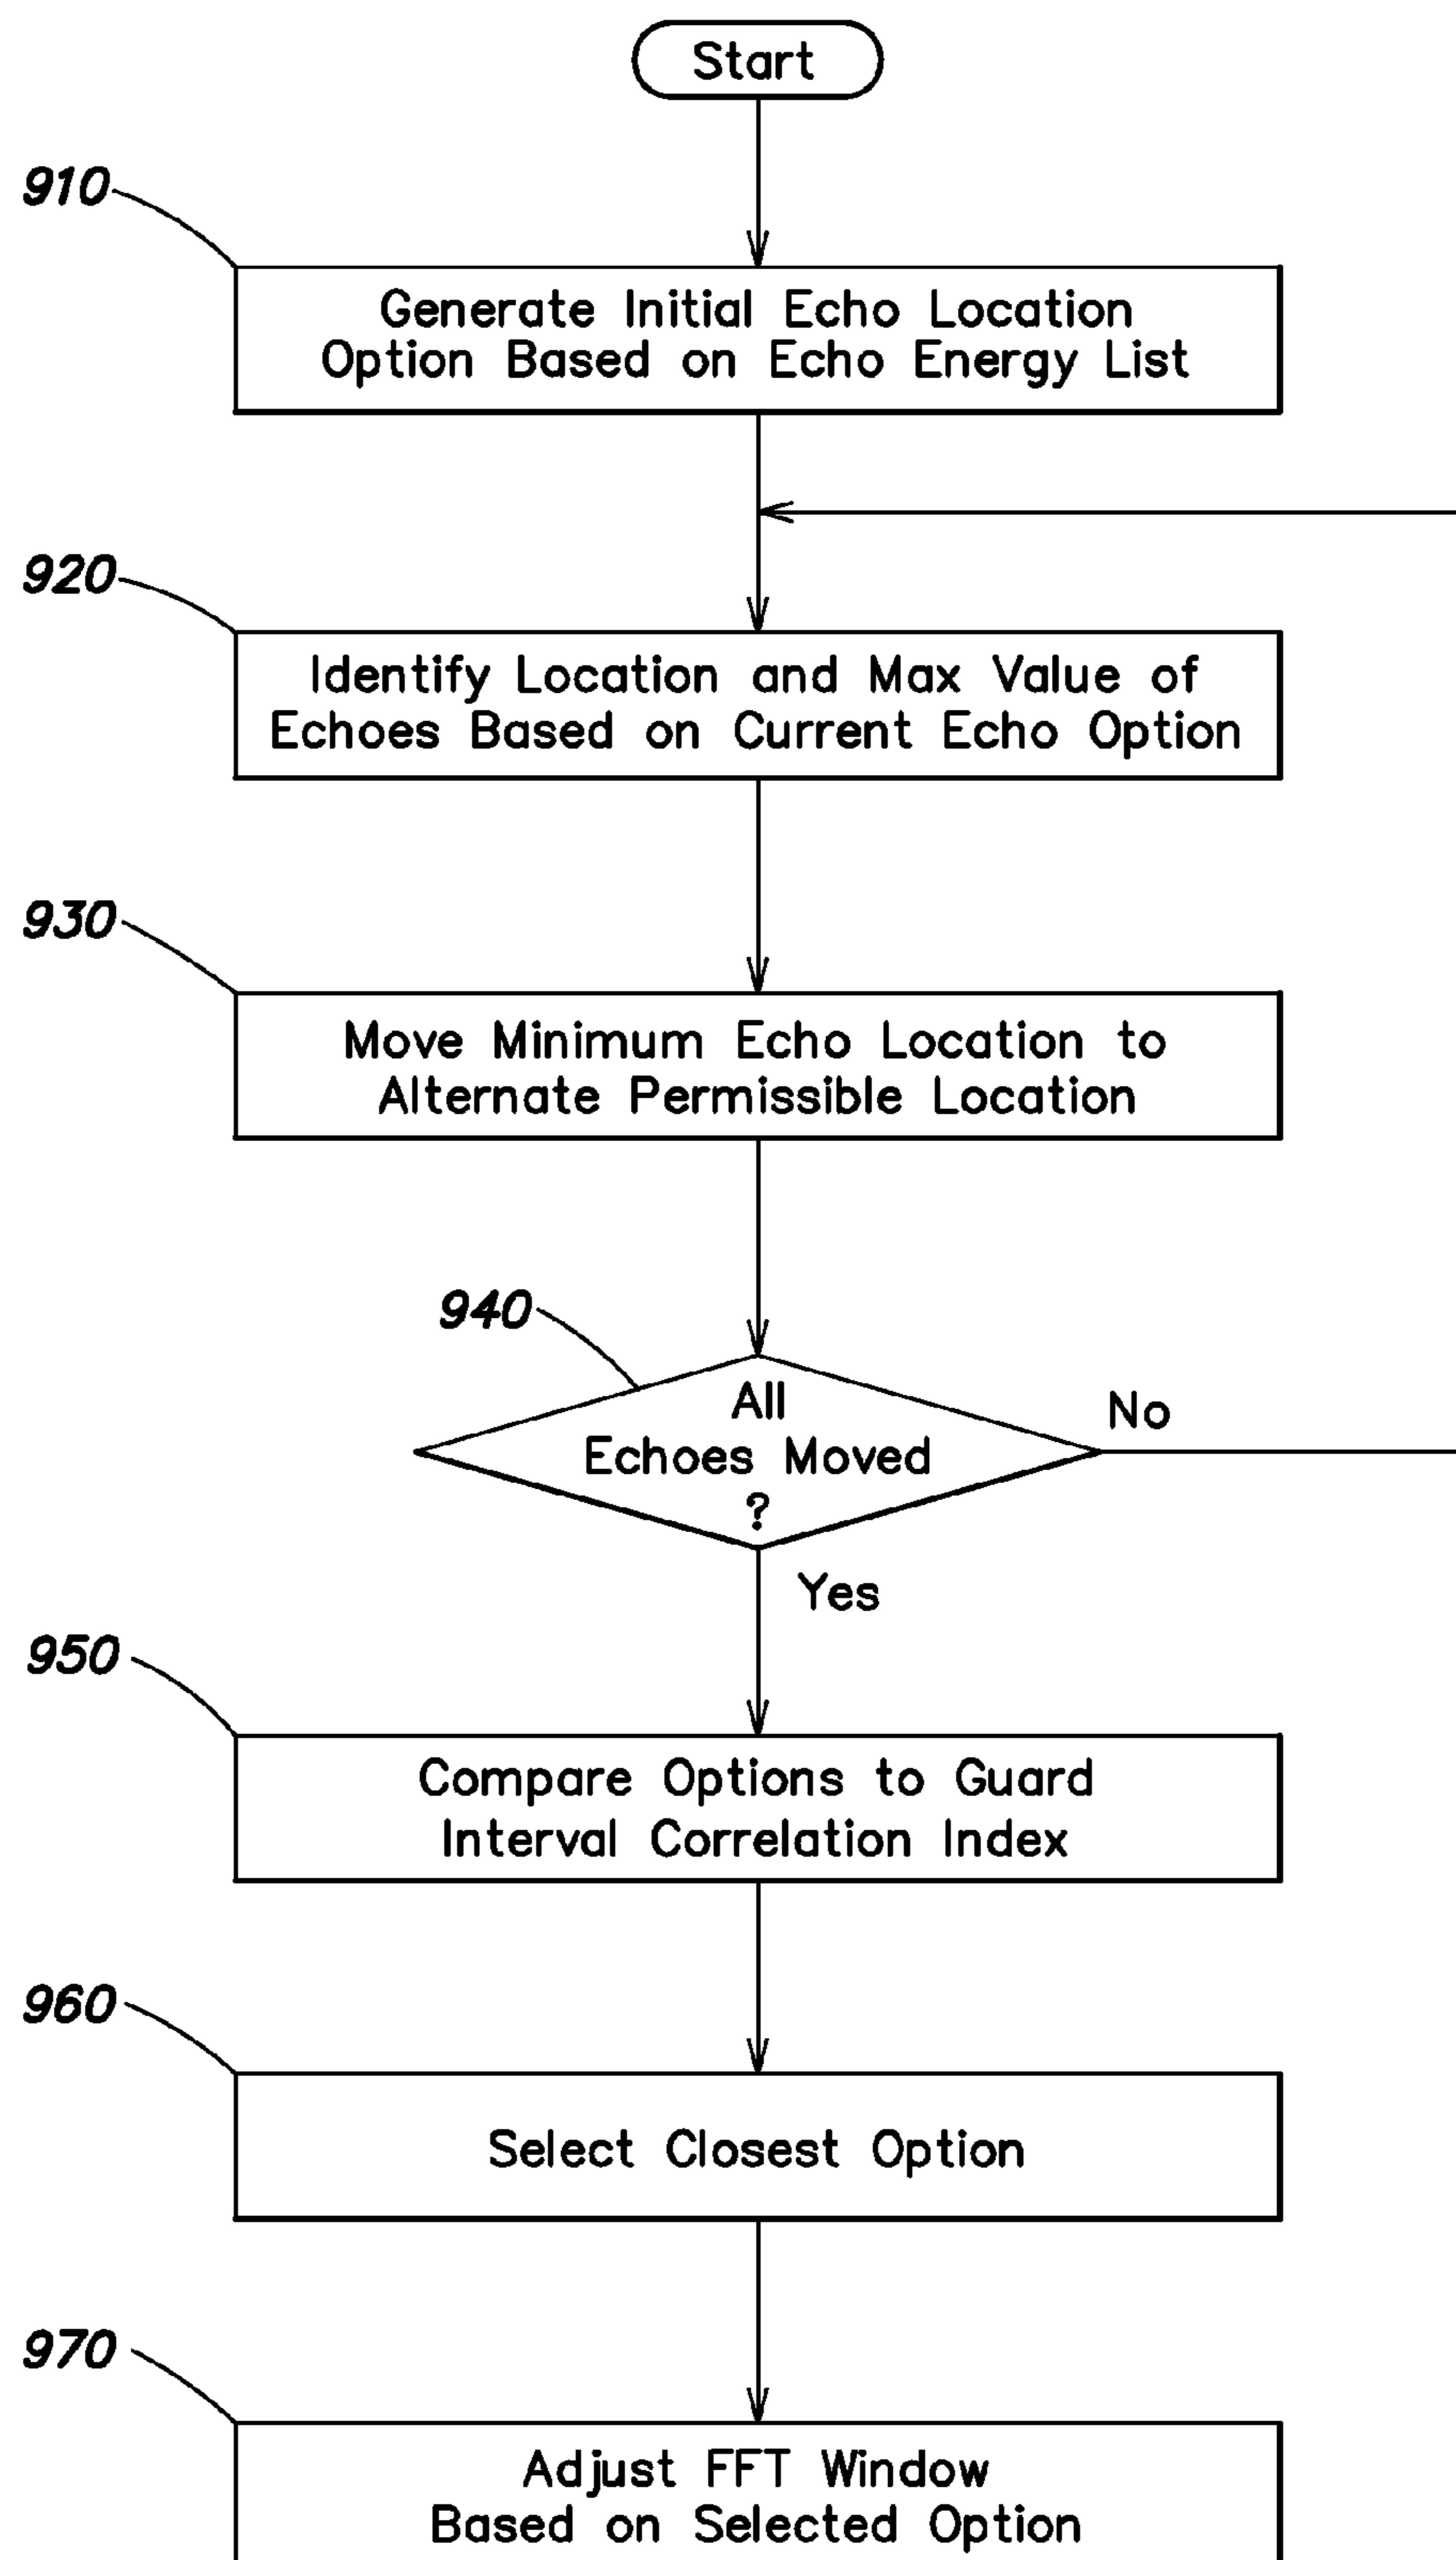 Start
910
Generate Initial Echo Location
Option Based on Echo Energy List
920
Identify Location and Max Value of
Echoes Based on Current Echo Option
930
Move Minimum Echo Location to
Alternate Permissible Location
940
All
Echoes Moved
?
No
Yes
950
Compare Options to Guard
Interval Correlation Index
960
Select Closest Option
970
Adjust FFT Window
Based on Selected Option